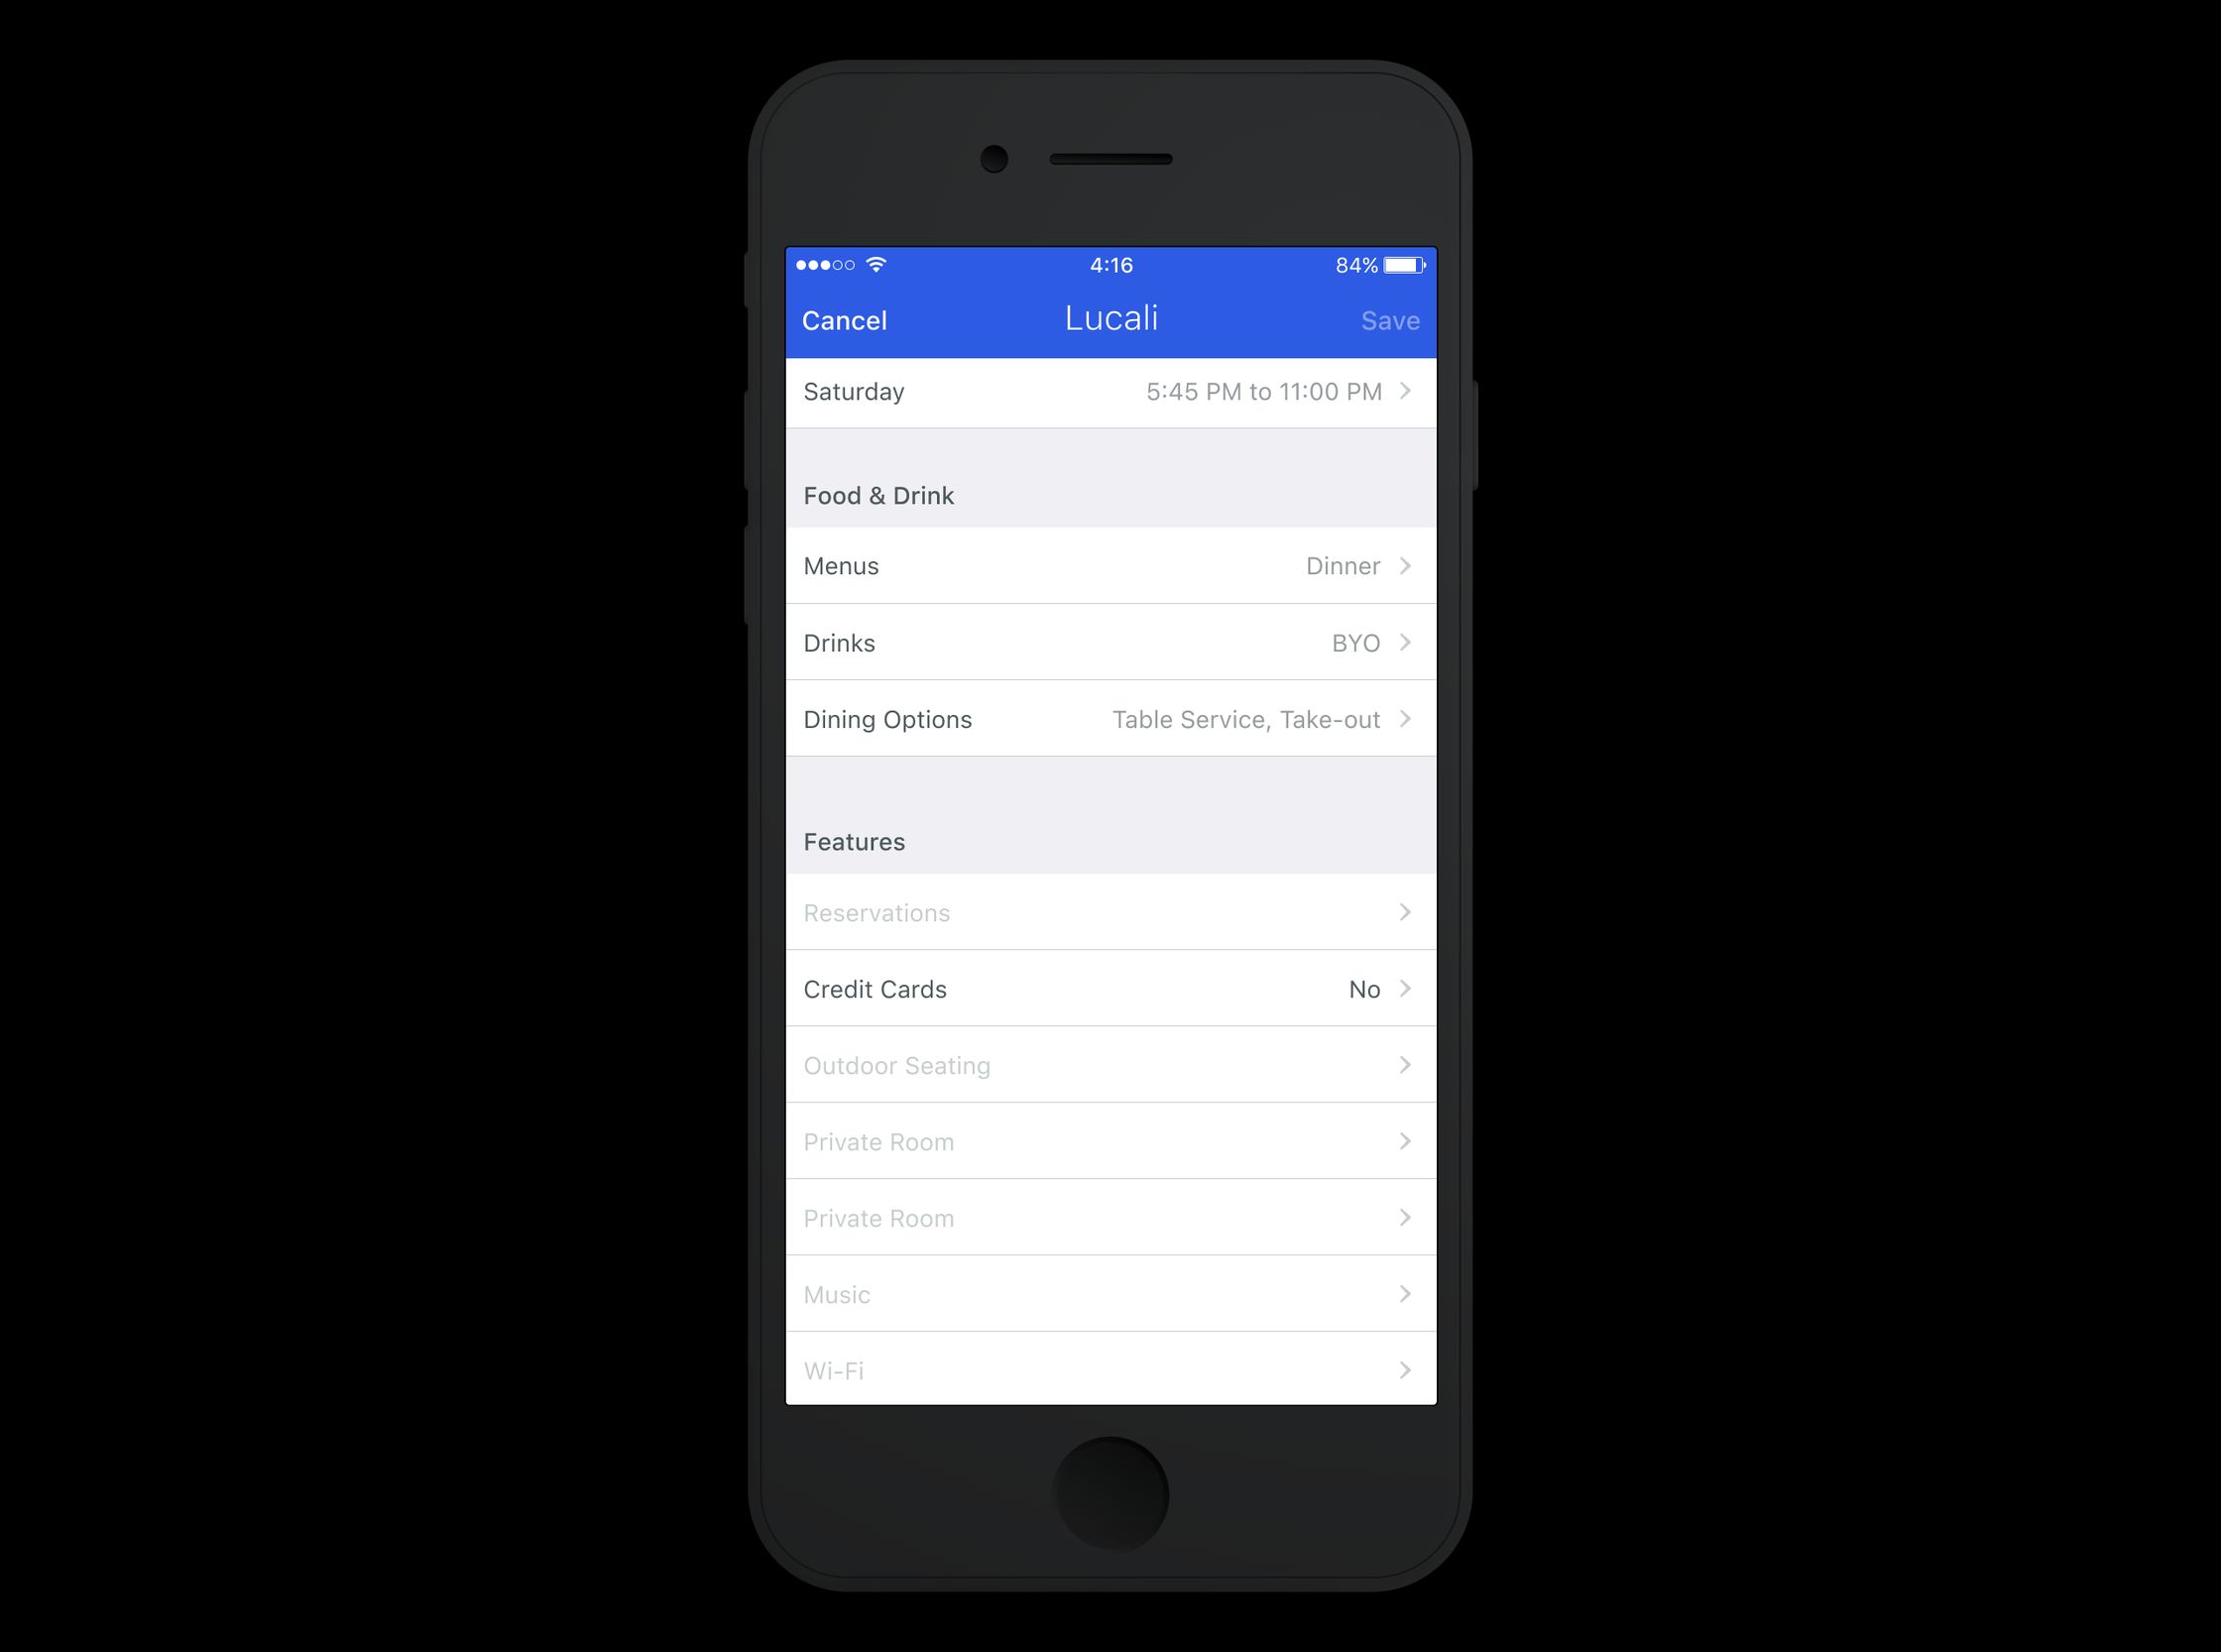 4:16 84%
Cancel Lucali Save
Saturday 5:45 PM to 11:00 PM
Food & Drink
Menus Dinner
Drinks BYO
Dining Options Table Service, Take-out
Features
Reservations
Credit Cards No
Outdoor Seating
Private Room
Private Room
Music
Wi-Fi